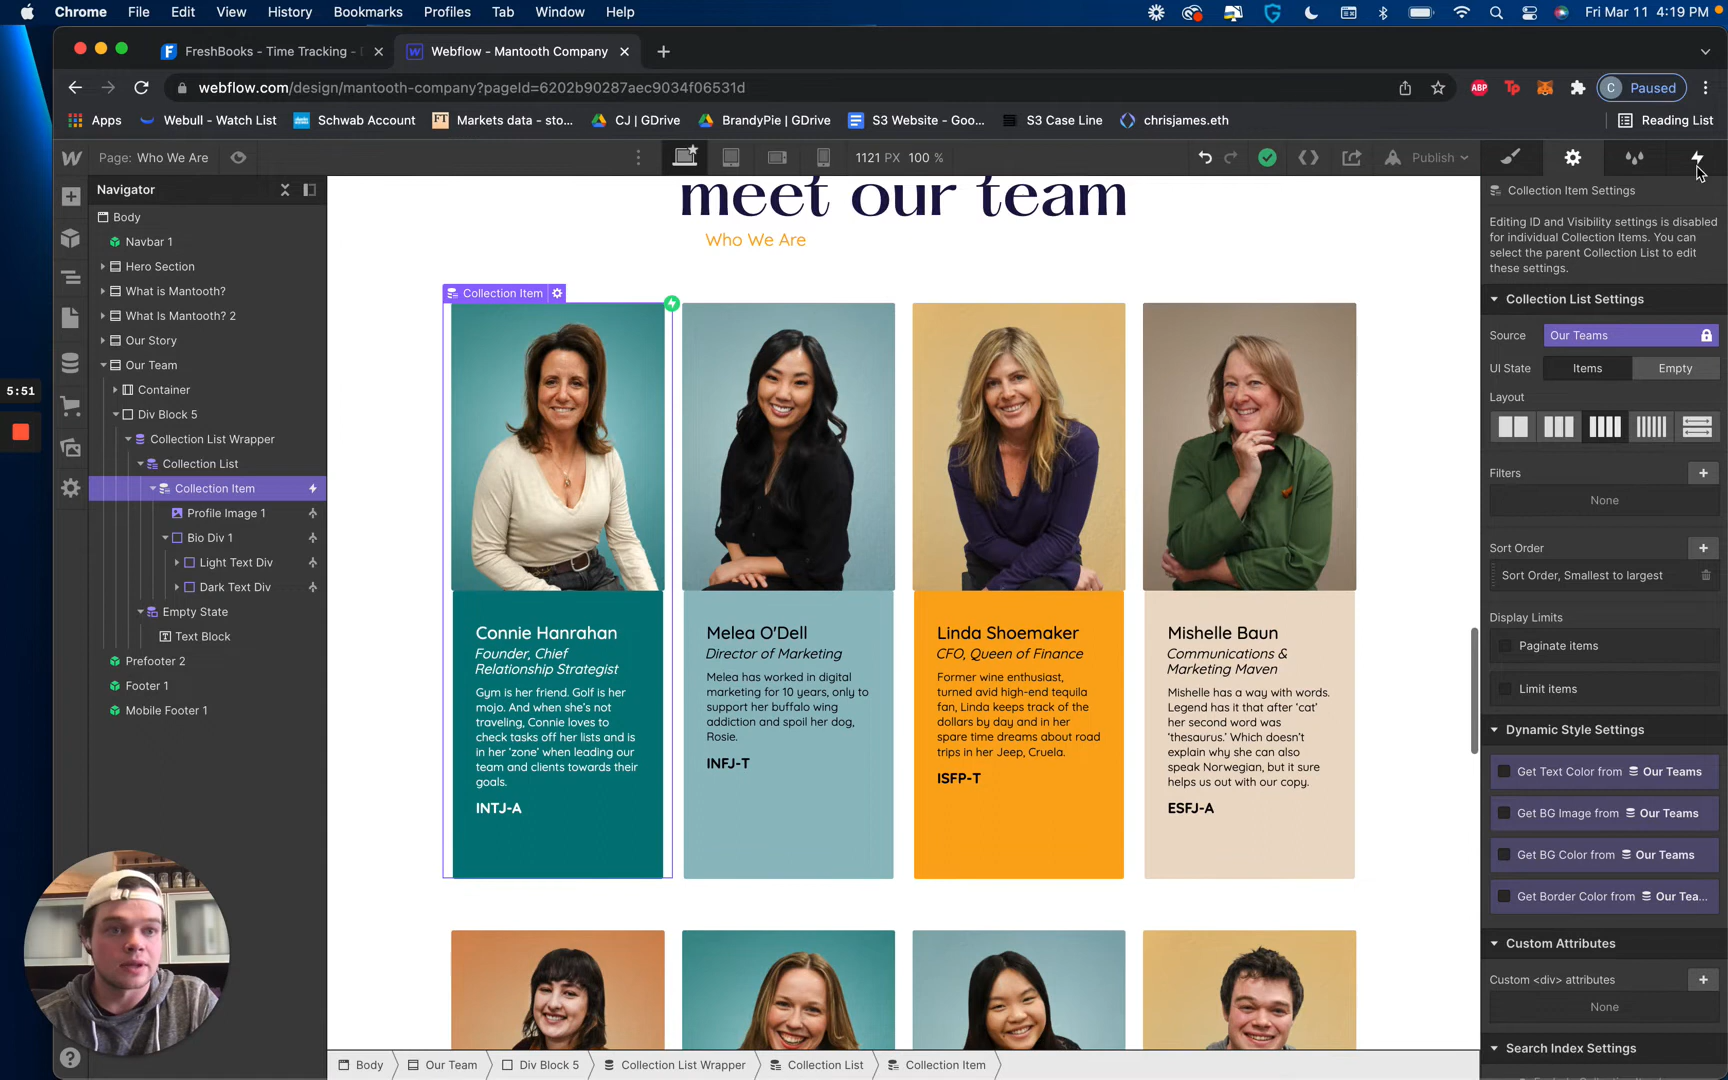 Chrome File Edit View History Bookmarks Profiles Tab Window Help
Fri Mar 11 4:19 PM
FreshBooks - Time Tracking -
Webflow - Mantooth Company
webflow.com/design/mantooth-company?pageId=6202b90287aec9034f06531d
ABP
Tp
C Paused
Apps
Webull - Watch List
Schwab Account
FT Markets data - sto...
CJ | GDrive
BrandyPie | GDrive
S3 Website - Goo...
S3 Case Line
chrisjames.eth
Reading List
Page: Who We Are
1121 PX 100 %
Publish
Navigator
Body
Navbar 1
Hero Section
What is Mantooth?
What Is Mantooth? 2
Our Story
Our Team
Container
Div Block 5
Collection List Wrapper
Collection List
Collection Item
Profile Image 1
Bio Div 1
Light Text Div
Dark Text Div
Empty State
Text Block
Prefooter 2
Footer 1
Mobile Footer 1
5:51
meet our team
Who We Are
Collection Item
Connie Hanrahan
Founder, Chief
Relationship Strategist
Gym is her friend. Golf is her
mojo. And when she's not
traveling, Connie loves to
check tasks off her lists and is
in her 'zone' when leading our
team and clients towards their
goals.
INTJ-A
Melea O'Dell
Director of Marketing
Melea has worked in digital
marketing for 10 years, only to
support her buffalo wing
addiction and spoil her dog,
Rosie.
INFJ-T
Linda Shoemaker
CFO, Queen of Finance
Former wine enthusiast,
turned avid high-end tequila
fan, Linda keeps track of the
dollars by day and in her
spare time dreams about road
trips in her Jeep, Cruela.
ISFP-T
Mishelle Baun
Communications &
Marketing Maven
Mishelle has a way with words.
Legend has it that after 'cat'
her second word was
'thesaurus.' Which doesn't
explain why she can also
speak Norwegian, but it sure
helps us out with our copy.
ESFJ-A
Collection Item Settings
Editing ID and Visibility settings is disabled
for individual Collection Items. You can
select the parent Collection List to edit
these settings.
Collection List Settings
Source Our Teams
UI State Items Empty
Layout
Filters
None
Sort Order
Sort Order, Smallest to largest
Display Limits
Paginate items
Limit items
Dynamic Style Settings
Get Text Color from Our Teams
Get BG Image from Our Teams
Get BG Color from Our Teams
Get Border Color from Our Tea...
Custom Attributes
Custom <div> attributes
None
Search Index Settings
Body
Our Team
Div Block 5
Collection List Wrapper
Collection List
Collection Item